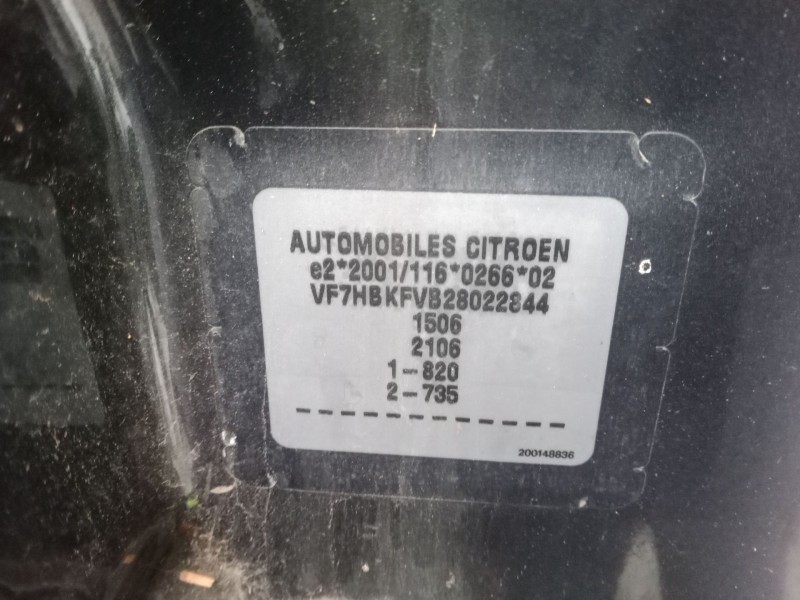 AUTOMOBILES CITROEN
e2*2001/116*0266*02
VF7HBKFVB28022844
1506
2106
1-820
2-735
200148836